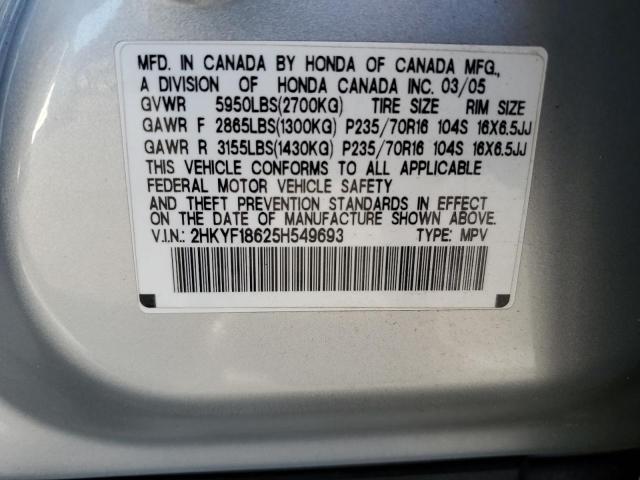 MFD. IN CANADA BY HONDA OF CANADA MFG.,
A DIVISION OF HONDA CANADA INC. 03/05
GVWR 5950LBS(2700KG) TIRE SIZE RIM SIZE
GAWR F 2865LBS(1300KG) P235/70R16 104S 16X6.5JJ
GAWR R 3155LBS(1430KG) P235/70R16 104S 16X6.5JJ
THIS VEHICLE CONFORMS TO ALL APPLICABLE
FEDERAL MOTOR VEHICLE SAFETY
AND THEFT PREVENTION STANDARDS IN EFFECT
ON THE DATE OF MANUFACTURE SHOWN ABOVE.
V.I.N.: 2HKYF18625H549693 TYPE: MPV